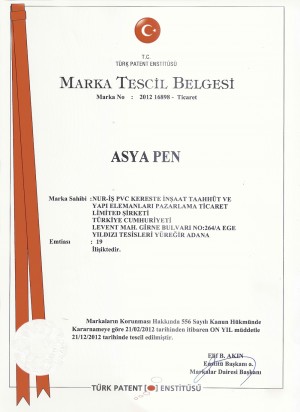 T.C.
TÜRK PATENT ENSTİTÜSÜ
MARKA TESCİL BELGESİ
Marka No : 2012 16898 - Ticaret
ASYA PEN
Marka Sahibi :NUR-İŞ PVC KERESTE İNŞAAT TAAHHÜT VE
YAPI ELEMANLARI PAZARLAMA TİCARET
LİMİTED ŞİRKETİ
TÜRKİYE CUMHURİYETİ
LEVENT MAH. GİRNE BULVARI NO:264/A EGE
YILDIZI TESİSLERİ YÜREĞİR ADANA
Emtiası : 19
İlişiktedir.
Markaların Korunması Hakkında 556 Sayılı Kanun Hükmünde
Kararnameye göre 21/02/2012 tarihinden itibaren ON YIL müddetle
21/12/2012 tarihinde tescil edilmiştir.
Elif B. AKIN
Enstitü Başkanı a.
Markalar Dairesi Başkanı
TÜRK PATENT ENSTİTÜSÜ